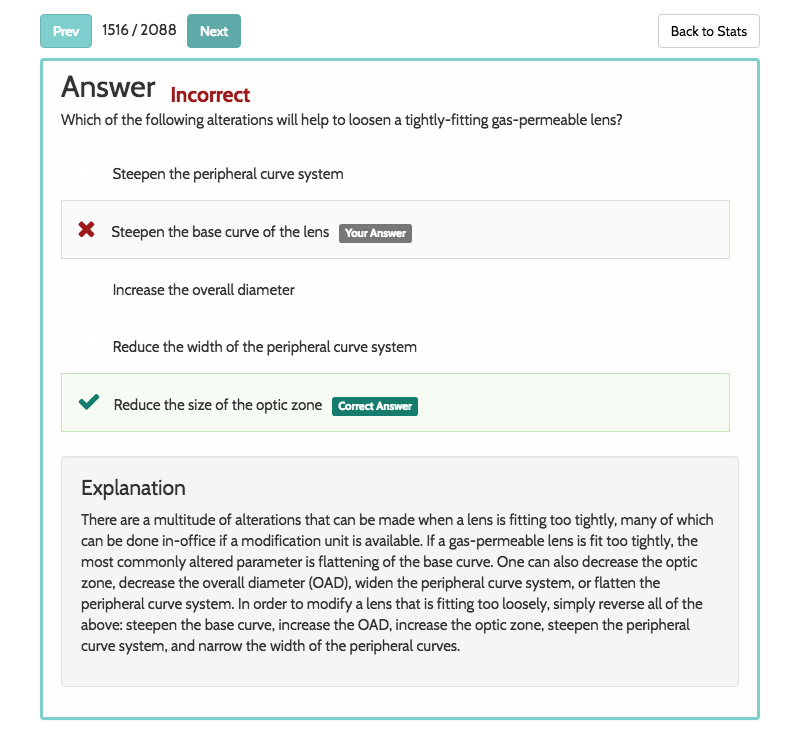 Prev 1516 / 2088 Next Back to Stats
Answer Incorrect
Which of the following alterations will help to loosen a tightly-fitting gas-permeable lens?
Steepen the peripheral curve system
Steepen the base curve of the lens Your Answer
Increase the overall diameter
Reduce the width of the peripheral curve system
Reduce the size of the optic zone Correct Answer
Explanation
There are a multitude of alterations that can be made when a lens is fitting too tightly, many of which
can be done in-office if a modification unit is available. If a gas-permeable lens is fit too tightly, the
most commonly altered parameter is flattening of the base curve. One can also decrease the optic
zone, decrease the overall diameter (OAD), widen the peripheral curve system, or flatten the
peripheral curve system. In order to modify a lens that is fitting too loosely, simply reverse all of the
above: steepen the base curve, increase the OAD, increase the optic zone, steepen the peripheral
curve system, and narrow the width of the peripheral curves.